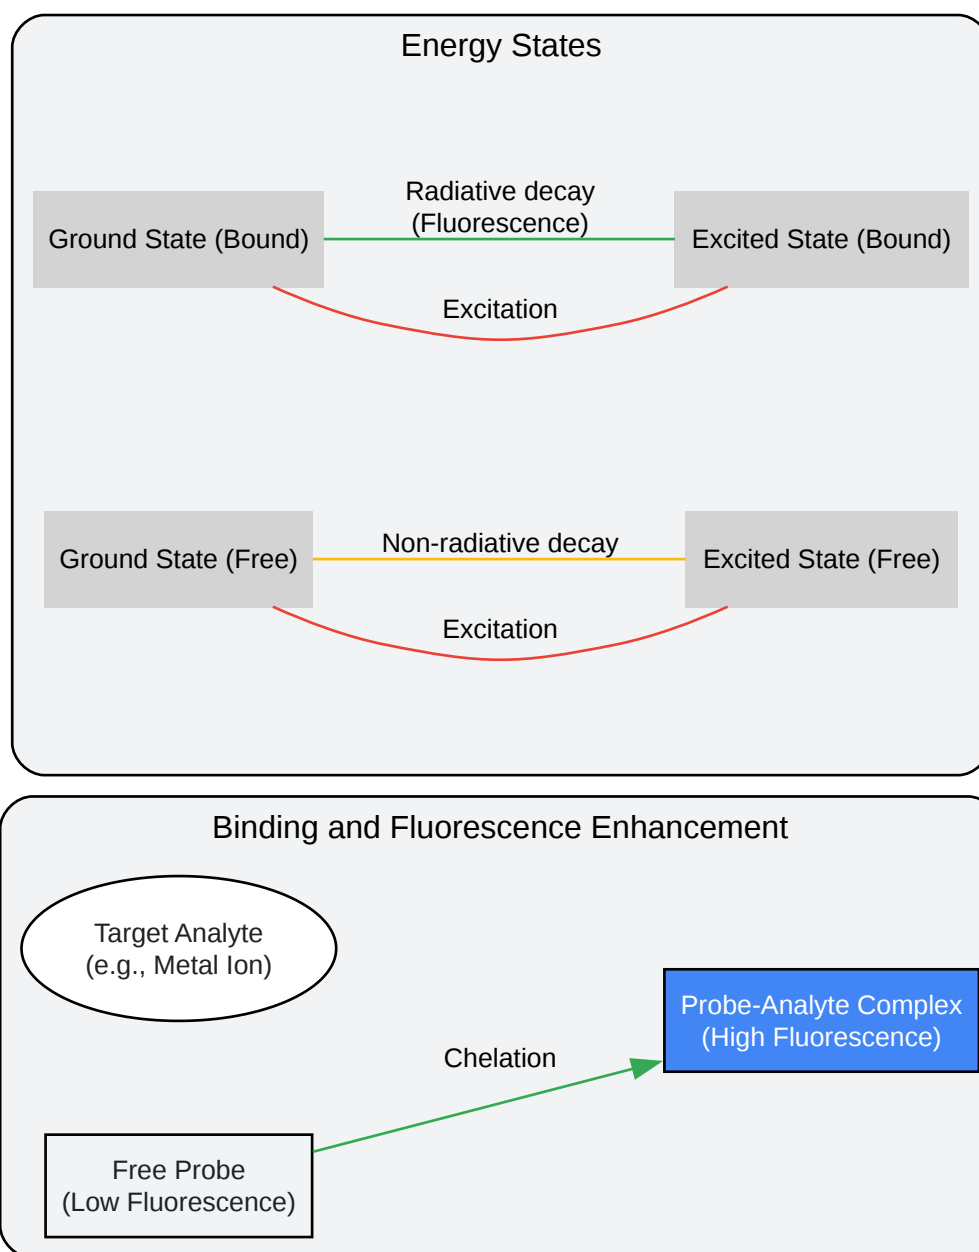 Energy States
Radiative decay
(Fluorescence)
Ground State (Bound)
Excited State (Bound)
Excitation
Non-radiative decay
Ground State (Free)
Excited State (Free)
Excitation
Binding and Fluorescence Enhancement
Target Analyte
(e.g., Metal Ion)
Probe-Analyte Complex
(High Fluorescence)
Chelation
Free Probe
(Low Fluorescence)